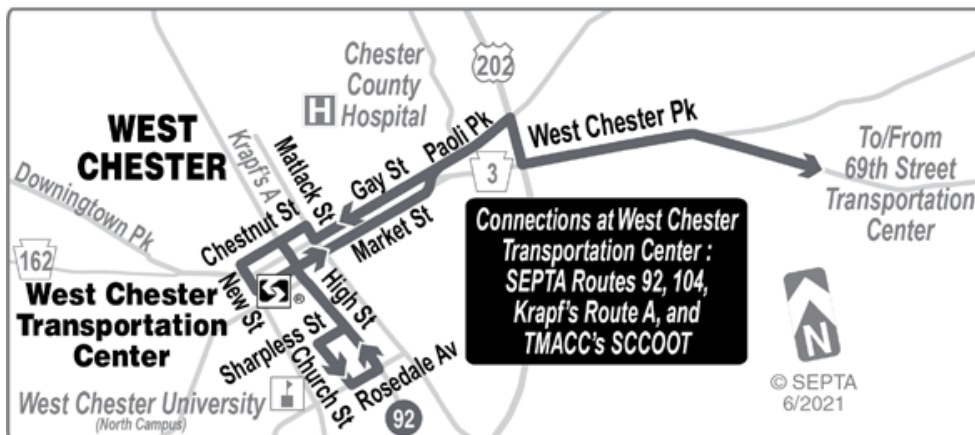 Chester
County
Hospital
H
202
WEST
CHESTER
Krapf's A
Matlack St
Gay St
Paoli Pk
West Chester Pk
3
To/From
69th Street
Transportation
Center
Downingtown Pk
Chestnut St
Market St
162
Connections at West Chester
Transportation Center :
SEPTA Routes 92, 104,
Krapf's Route A, and
TMACC's SCCOOT
West Chester
Transportation
Center
®
New St
High St
Sharpless St
Church St
Rosedale Av
N
West Chester University
(North Campus)
92
© SEPTA
6/2021